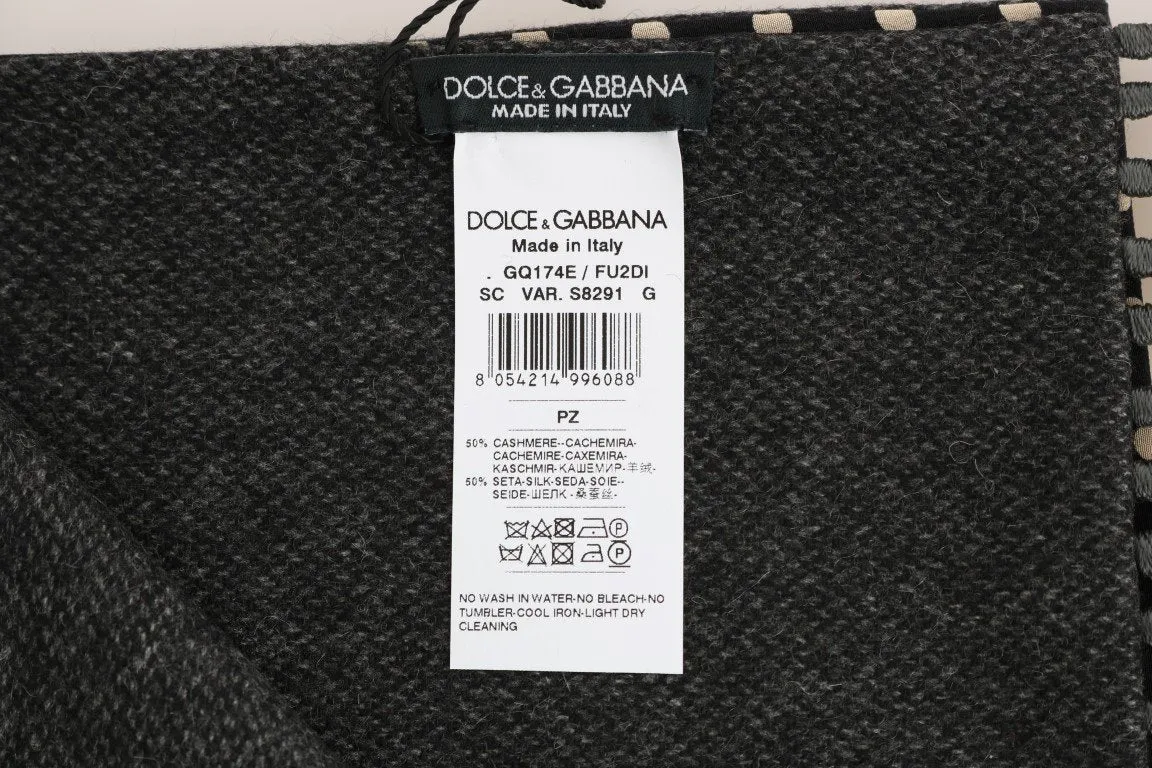 DOLCE&GABBANA
MADE IN ITALY
DOLCE&GABBANA
Made in Italy
. GQ174E / FU2DI
SC VAR. S8291 G
8 054214 996088
PZ
50% CASHMERE--CACHEMIRA-
CACHEMIRE-CAXEMIRA-
KASCHMIR-КАШЕМИР-羊绒-
50% SETA-SILK-SEDA-SOIE--
SEIDE-ШЕЛК-桑蚕丝-
P
P
NO WASH IN WATER-NO BLEACH-NO
TUMBLER-COOL IRON-LIGHT DRY
CLEANING